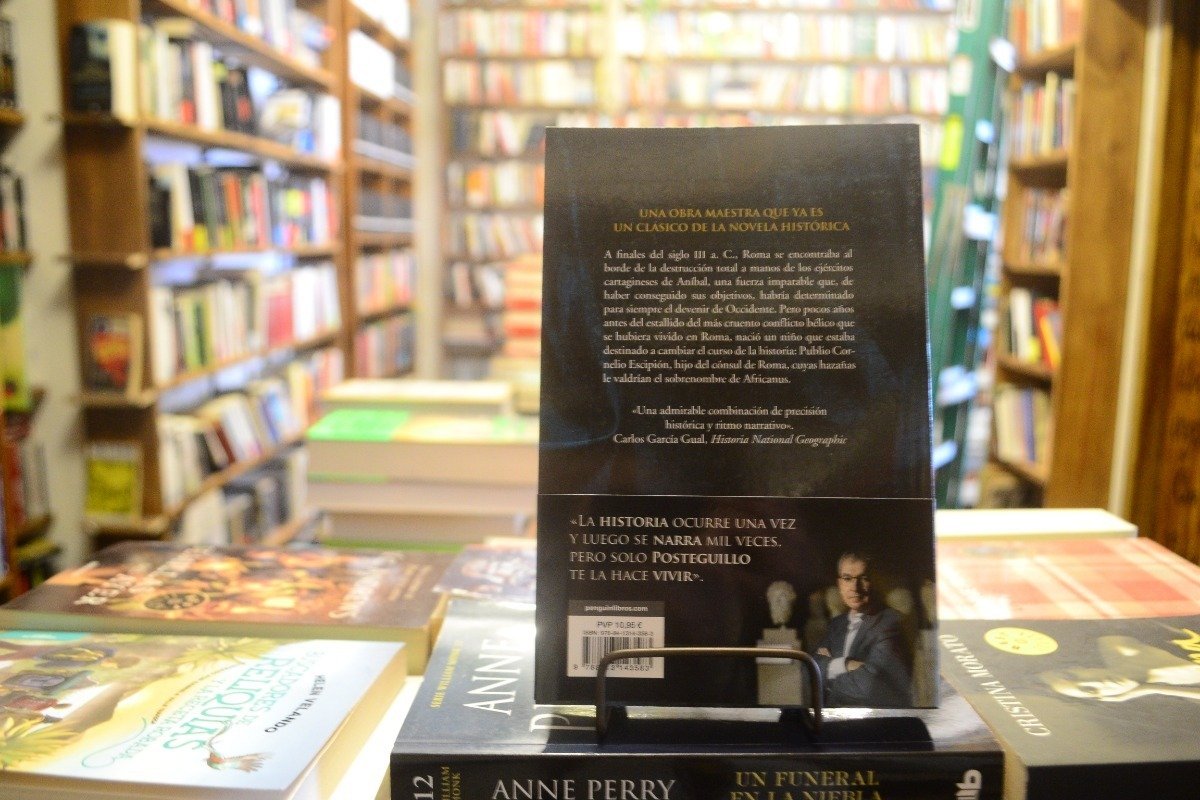 UNA OBRA MAESTRA QUE YA ES
UN CLÁSICO DE LA NOVELA HISTÓRICA
A finales del siglo III a. C., Roma se encontraba al
borde de la destrucción total a manos de los ejércitos
cartagineses de Aníbal, una fuerza imparable que, de
haber conseguido sus objetivos, habría determinado
para siempre el devenir de Occidente. Pero pocos años
antes del estallido del más cruento conflicto bélico que
se hubiera vivido en Roma, nació un niño que estaba
destinado a cambiar el curso de la historia: Publio Cor-
nelio Escipión, hijo del cónsul de Roma, cuyas hazañas
le valdrían el sobrenombre de Africanus.
«Una admirable combinación de precisión
histórica y ritmo narrativo».
Carlos García Gual, Historia National Geographic
«LA HISTORIA OCURRE UNA VEZ
Y LUEGO SE NARRA MIL VECES.
PERO SOLO POSTEGUILLO
TE LA HACE VIVIR».
penguinlibros.com
PVP 10,95 €
HELEN VELANDO
RELIQUIAS
ANNE
CRISTINA MORATO
12
ANNE PERRY
UN FUNERAL
EN LA NIEBLA